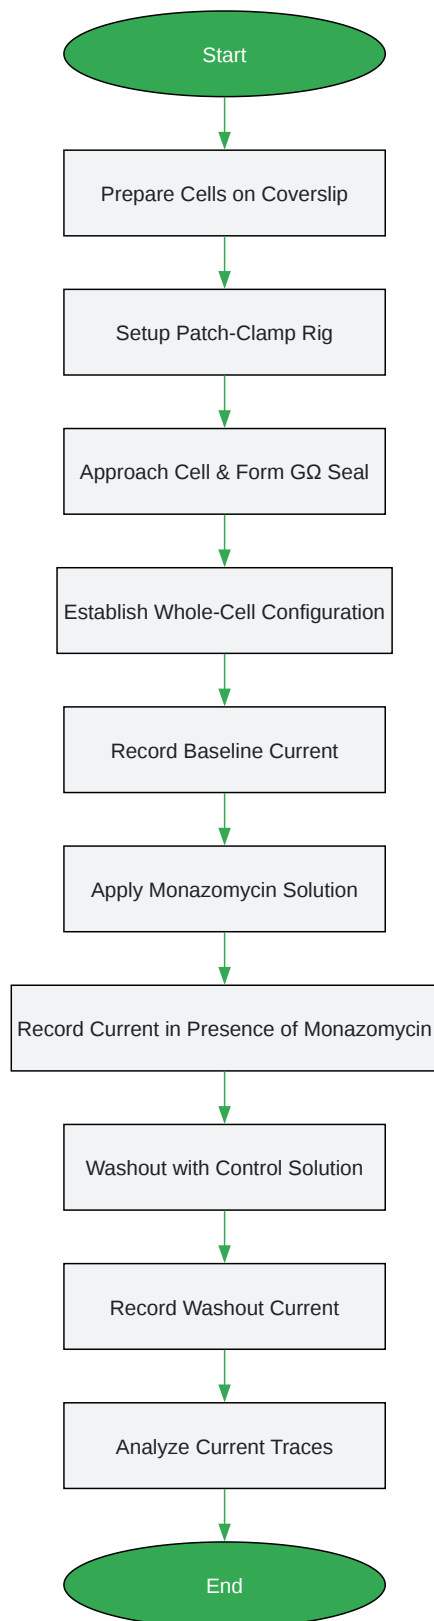 Start
Prepare Cells on Coverslip
Setup Patch-Clamp Rig
Approach Cell & Form GΩ Seal
Establish Whole-Cell Configuration
Record Baseline Current
Apply Monazomycin Solution
Record Current in Presence of Monazomycin
Washout with Control Solution
Record Washout Current
Analyze Current Traces
End